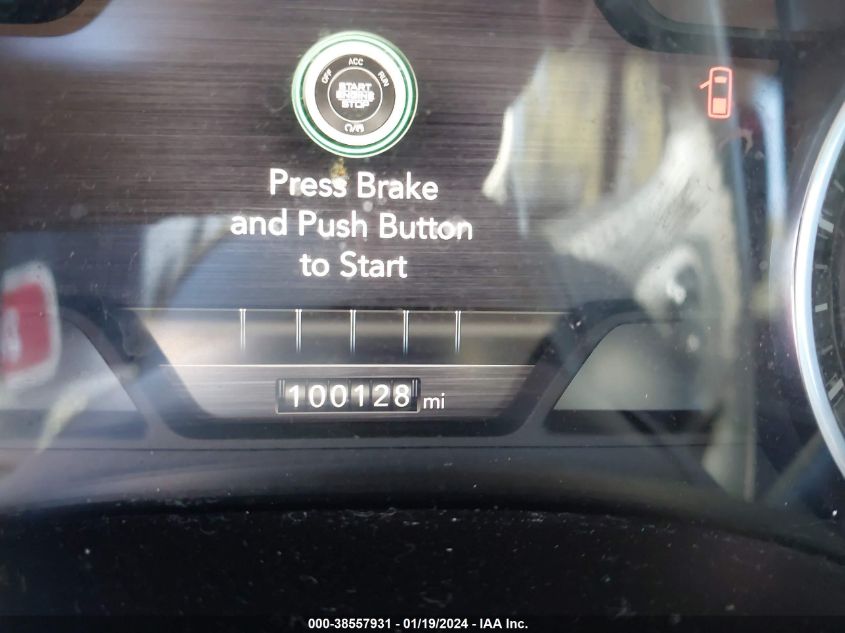 ACC
OFF
RUN
START
ENGINE
STOP
Press Brake
and Push Button
to Start
100128 mi
000-38557931 - 01/19/2024 - IAA Inc.